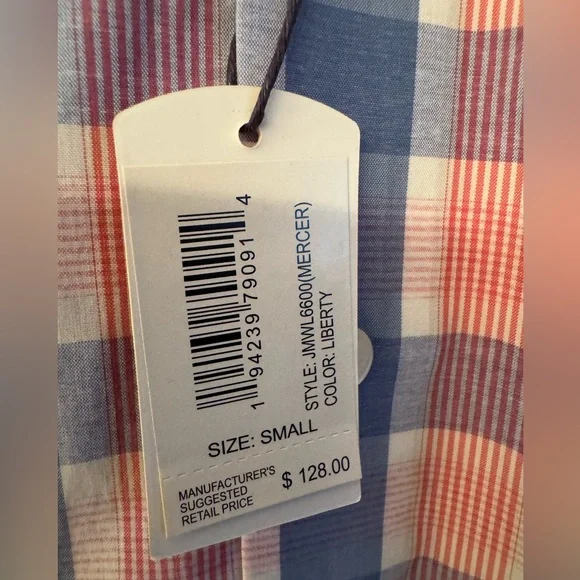 1 94239 79091 4
STYLE: JMWL6600(MERCER)
COLOR: LIBERTY
SIZE: SMALL
MANUFACTURER'S
SUGGESTED
RETAIL PRICE
$ 128.00